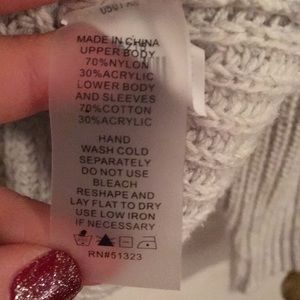 MADE IN CHINA
UPPER BODY
70%NYLON
30%ACRYLIC
LOWER BODY
AND SLEEVES
70%COTTON
30%ACRYLIC
HAND
WASH COLD
SEPARATELY
DO NOT USE
BLEACH
RESHAPE AND
LAY FLAT TO DRY
USE LOW IRON
IF NECESSARY
RN#51323